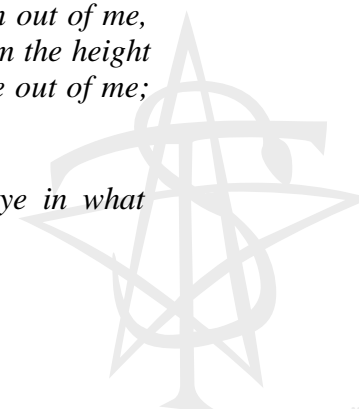 out of me,
the height
out of me;
ye in what